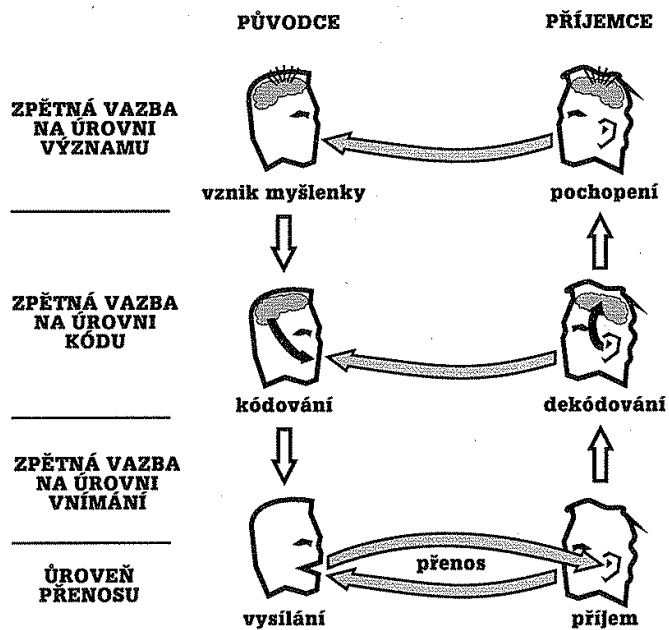 PŮVODCE
PŘÍJEMCE
ZPĚTNÁ VAZBA
NA ÚROVNI
VÝZNAMU
vznik myšlenky
pochopení
ZPĚTNÁ VAZBA
NA ÚROVNI
KÓDU
kódování
dekódování
ZPĚTNÁ VAZBA
NA ÚROVNI
VNÍMÁNÍ
přenos
ŮROVEŇ
PŘENOSU
vysílání
příjem